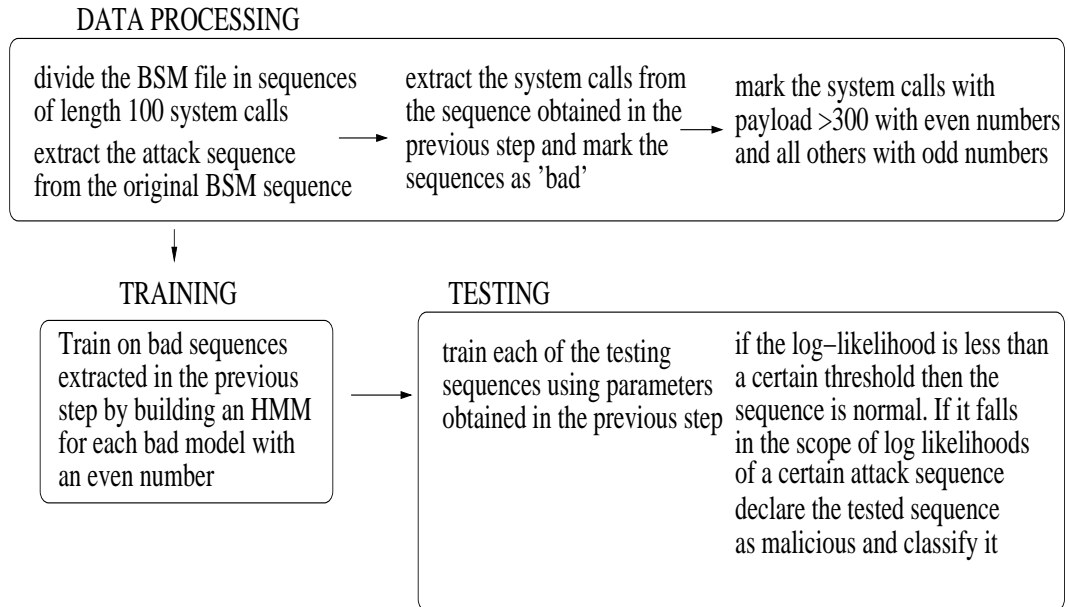 DATA PROCESSING
divide the BSM file in sequences
of length 100 system calls
extract the attack sequence
from the original BSM sequence
extract the system calls from
the sequence obtained in the
previous step and mark the
sequences as 'bad'
mark the system calls with
payload >300 with even numbers
and all others with odd numbers
TRAINING
Train on bad sequences
extracted in the previous
step by building an HMM
for each bad model with
an even number
TESTING
train each of the testing
sequences using parameters
obtained in the previous step
if the log−likelihood is less than
a certain threshold then the
sequence is normal. If it falls
in the scope of log likelihoods
of a certain attack sequence
declare the tested sequence
as malicious and classify it